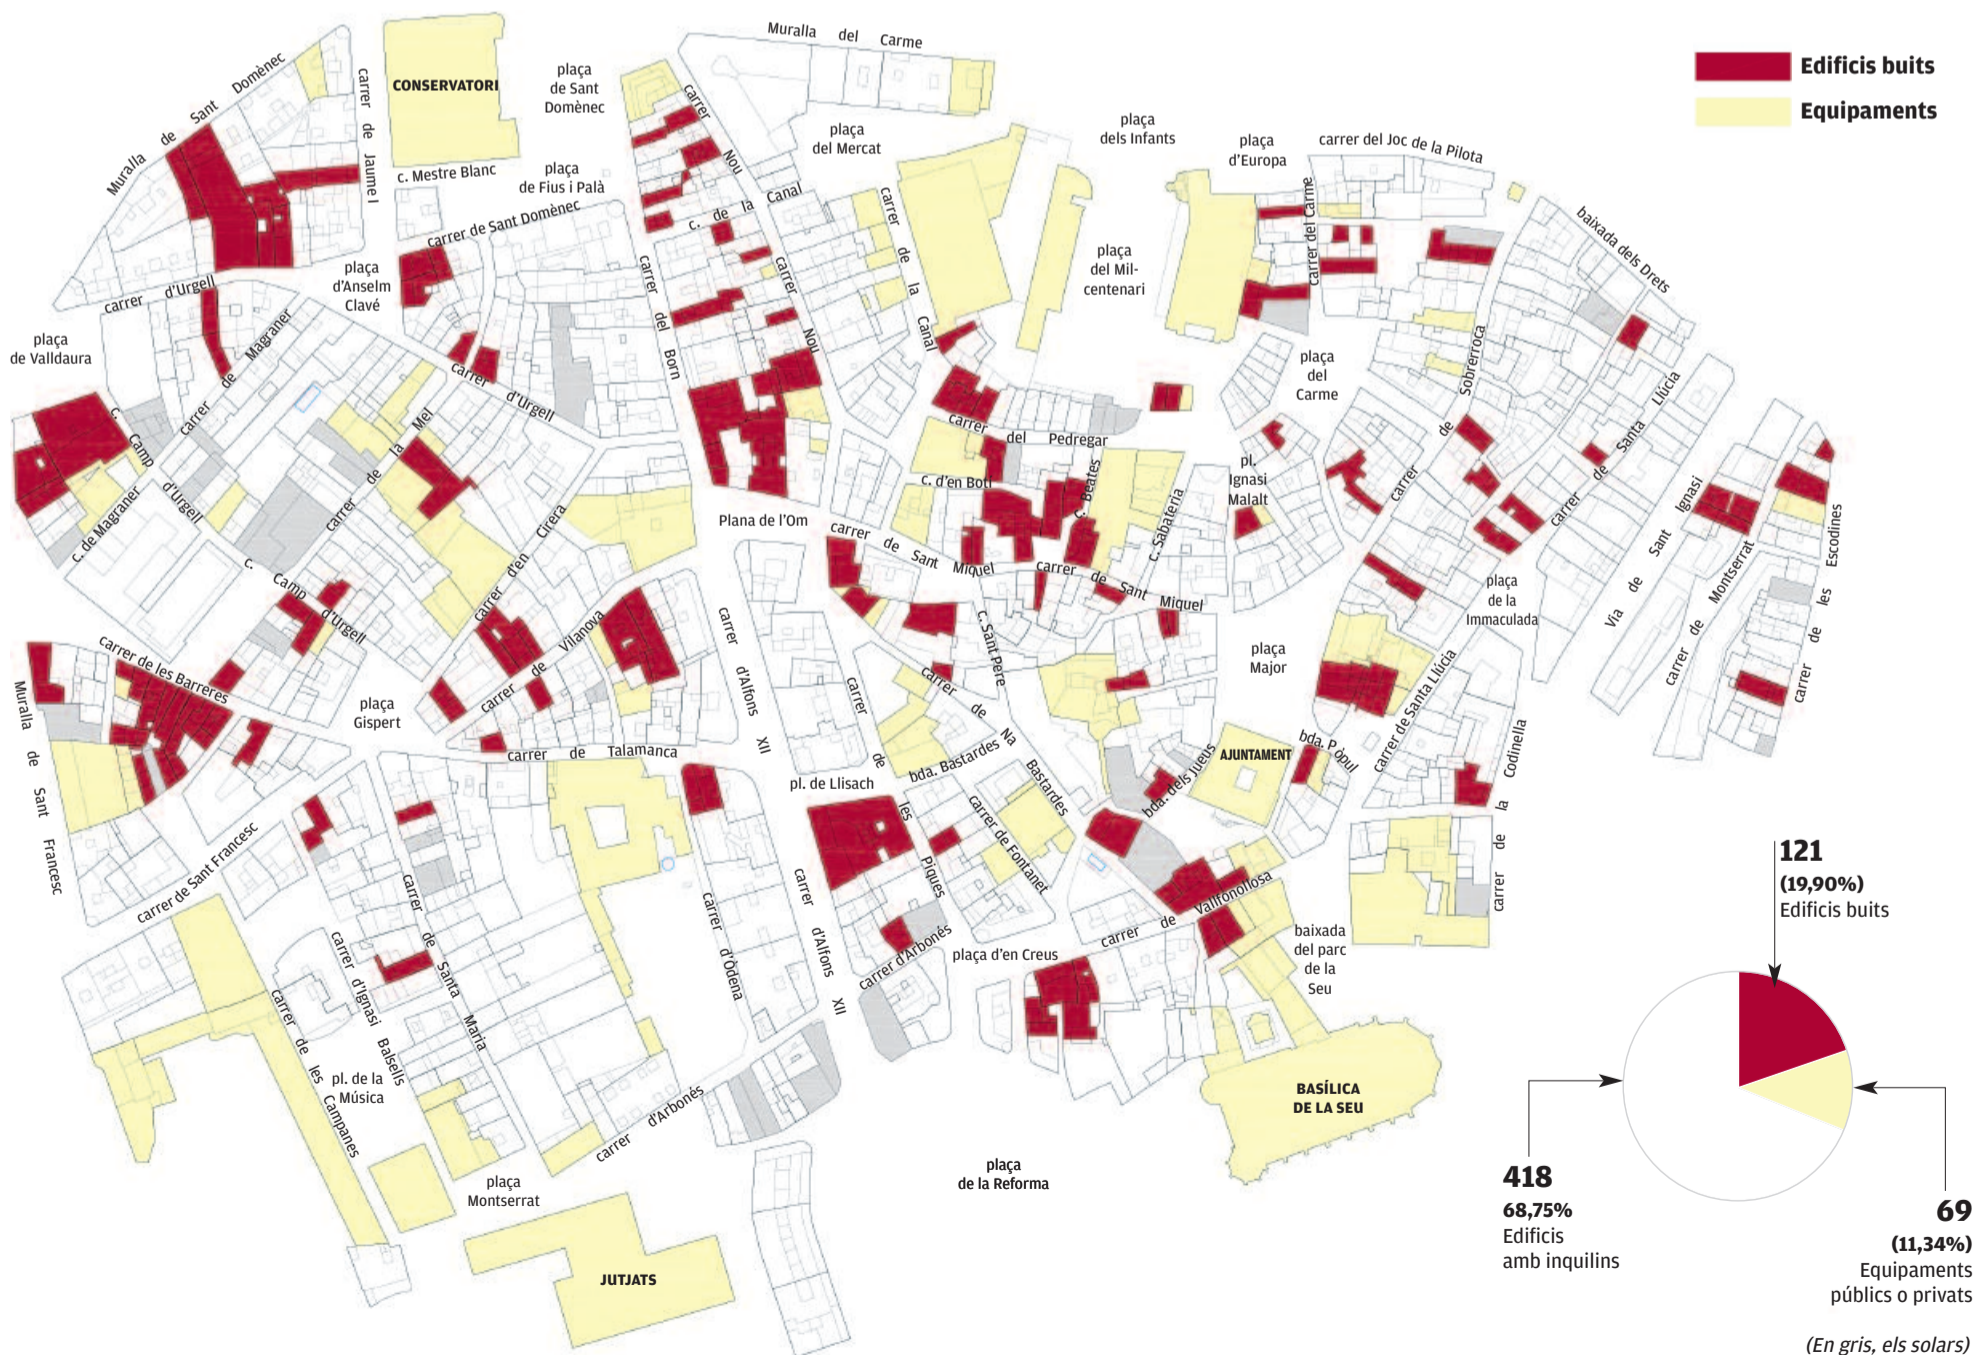 Muralla del Carme
Edificis buits
Equipaments
Muralla de Sant Domènec
carrer de Jaume I
CONSERVATORI
plaça
de Sant
Domènec
carrer Nou
plaça
del Mercat
plaça
dels Infants
plaça
d'Europa
carrer del Joc de la Pilota
c. Mestre Blanc
plaça
de Fius i Palà
c. de la Canal
carrer de la Canal
carrer del Carme
baixada dels Drets
carrer de Sant Domènec
plaça
d'Anselm
Clavé
carrer del Born
carrer Nou
plaça
del Mil-
centenari
carrer d'Urgell
plaça
de Valldaura
carrer de Magraner
carrer d'Urgell
plaça
del
Carme
carrer de Sobrerroca
carrer de Santa Llúcia
c. Camp d'Urgell
carrer de la Mel
carrer del Pedregar
c. d'en Botí
c. Beates
c. Sabateria
pl.
Ignasi
Malalt
Via de Sant Ignasi
carrer de Montserrat
carrer de les Escodines
c. de Magraner
carrer d'en Cirera
Plana de l'Om
carrer de Sant Miquel
carrer de Sant Miquel
c. Camp d'Urgell
plaça
de la
Immaculada
carrer de les Barreres
carrer de Vilanova
carrer d'Alfons XII
c. Sant Pere
plaça
Major
Muralla de Sant Francesc
plaça
Gispert
carrer de Talamanca
carrer de les Piques
carrer de Na Bastardes
bda. Bastardes
pl. de Llisach
bda. dels Jueus
AJUNTAMENT
bda. Pòpul
carrer de Santa Llúcia
carrer de la Codinella
carrer de Fontanet
carrer de Sant Francesc
carrer de Santa Maria
carrer d'Òdena
carrer d'Alfons XII
carrer d'Arbonés
plaça d'en Creus
carrer de Vallfonollosa
baixada
del parc
de la
Seu
carrer d'Ignasi Balsells
carrer de les Campanes
pl. de la
Música
carrer d'Arbonés
BASÍLICA
DE LA SEU
plaça
Montserrat
plaça
de la Reforma
JUTJATS
121
(19,90%)
Edificis buits
418
68,75%
Edificis
amb inquilins
69
(11,34%)
Equipaments
públics o privats
(En gris, els solars)